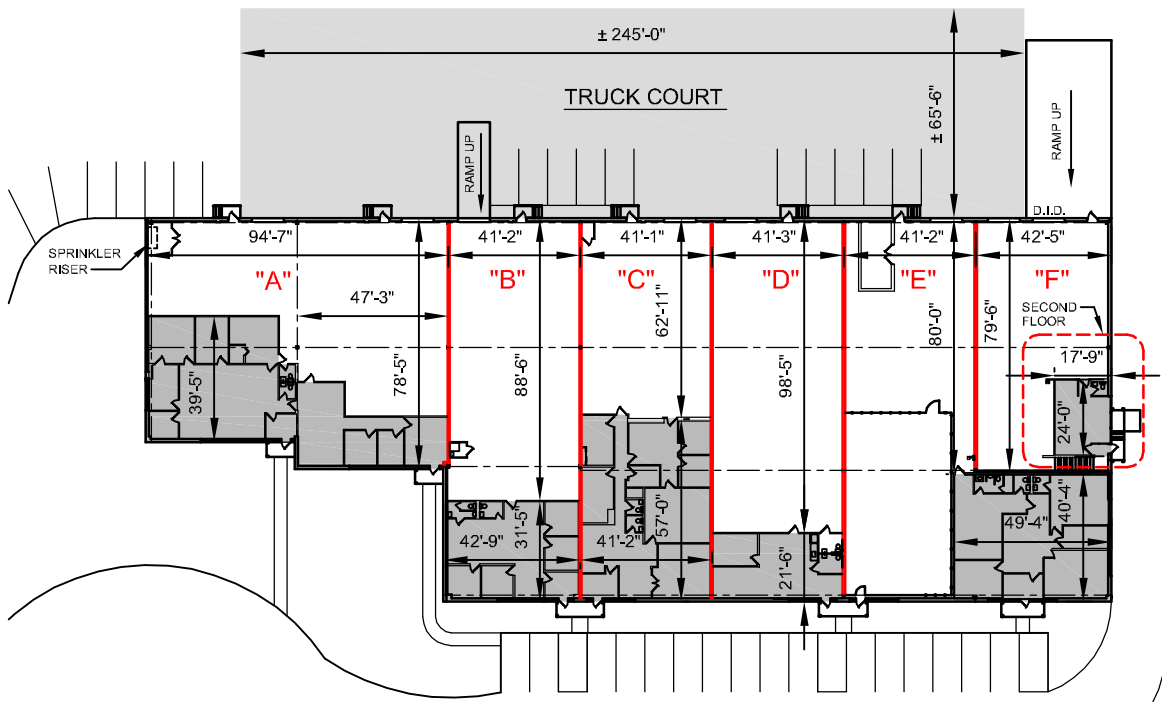 ± 245'-0"
TRUCK COURT
± 65'-6"
RAMP UP
RAMP UP
D.I.D.
SPRINKLER
RISER
94'-7"
41'-2"
41'-1"
41'-3"
41'-2"
42'-5"
"A"
"B"
"C"
"D"
"E"
"F"
47'-3"
62'-11"
80'-0"
79'-6"
SECOND
FLOOR
17'-9"
39'-5"
78'-5"
88'-6"
98'-5"
24'-0"
31'-5"
57'-0"
40'-4"
49'-4"
42'-9"
41'-2"
21'-6"